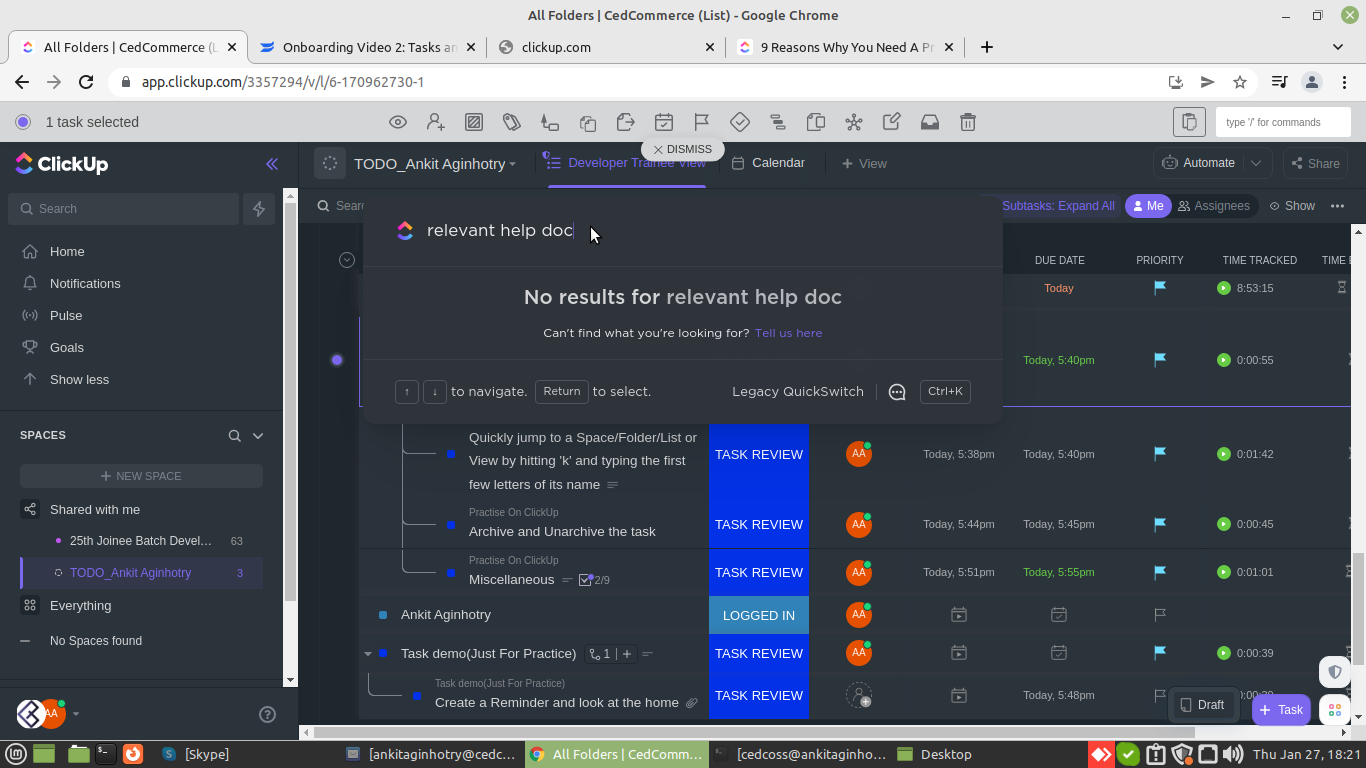 All Folders | CedCommerce (List) - Google Chrome
All Folders | CedCommerce (L
Onboarding Video 2: Tasks an
clickup.com
9 Reasons Why You Need A Pr
app.clickup.com/3357294/v/l/6-170962730-1
1 task selected
type '/' for commands
DISMISS
ClickUp
TODO_Ankit Aginhotry
Developer Trainee View
Calendar
+ View
Automate
Share
Search
Sear
Subtasks: Expand All
Me
Assignees
Show
Home
Notifications
Pulse
Goals
Show less
SPACES
+ NEW SPACE
Shared with me
25th Joinee Batch Devel... 63
TODO_Ankit Aginhotry 3
Everything
No Spaces found
AA
relevant help doc
No results for relevant help doc
Can't find what you're looking for? Tell us here
↑ ↓ to navigate. Return to select.
Legacy QuickSwitch
Ctrl+K
DUE DATE PRIORITY TIME TRACKED TIME E
Today 8:53:15
Today, 5:40pm 0:00:55
Quickly jump to a Space/Folder/List or
View by hitting 'k' and typing the first
few letters of its name
TASK REVIEW AA Today, 5:38pm Today, 5:40pm 0:01:42
Practise On ClickUp
Archive and Unarchive the task TASK REVIEW AA Today, 5:44pm Today, 5:45pm 0:00:45
Practise On ClickUp
Miscellaneous 2/9 TASK REVIEW AA Today, 5:51pm Today, 5:55pm 0:01:01
Ankit Aginhotry LOGGED IN AA
Task demo(Just For Practice) 1 + TASK REVIEW AA 0:00:39
Task demo(Just For Practice)
Create a Reminder and look at the home TASK REVIEW Today, 5:48pm
Draft
+ Task
[Skype]
[ankitaginhotry@cedc...
All Folders | CedComm...
[cedcoss@ankitaginho...
Desktop
Thu Jan 27, 18:21